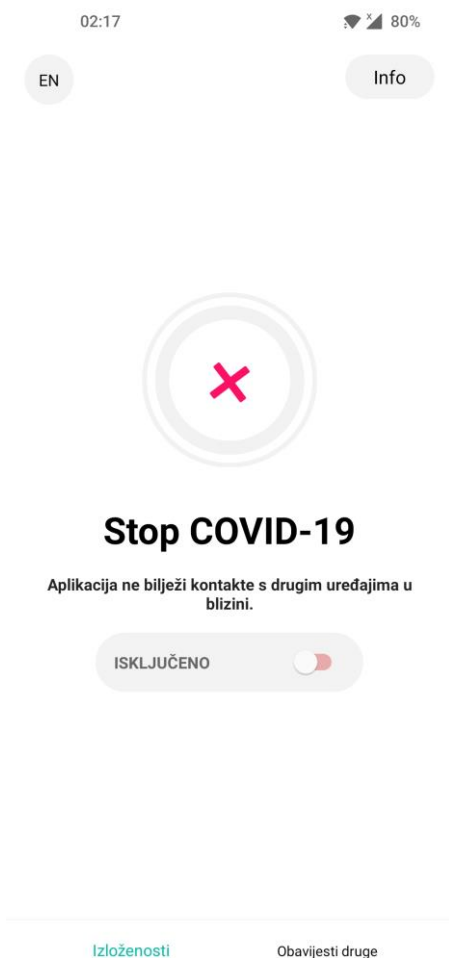 02:17
x
80%
EN
Info
Stop COVID-19
Aplikacija ne bilježi kontakte s drugim uređajima u
blizini.
ISKLJUČENO
Izloženosti
Obavijesti druge